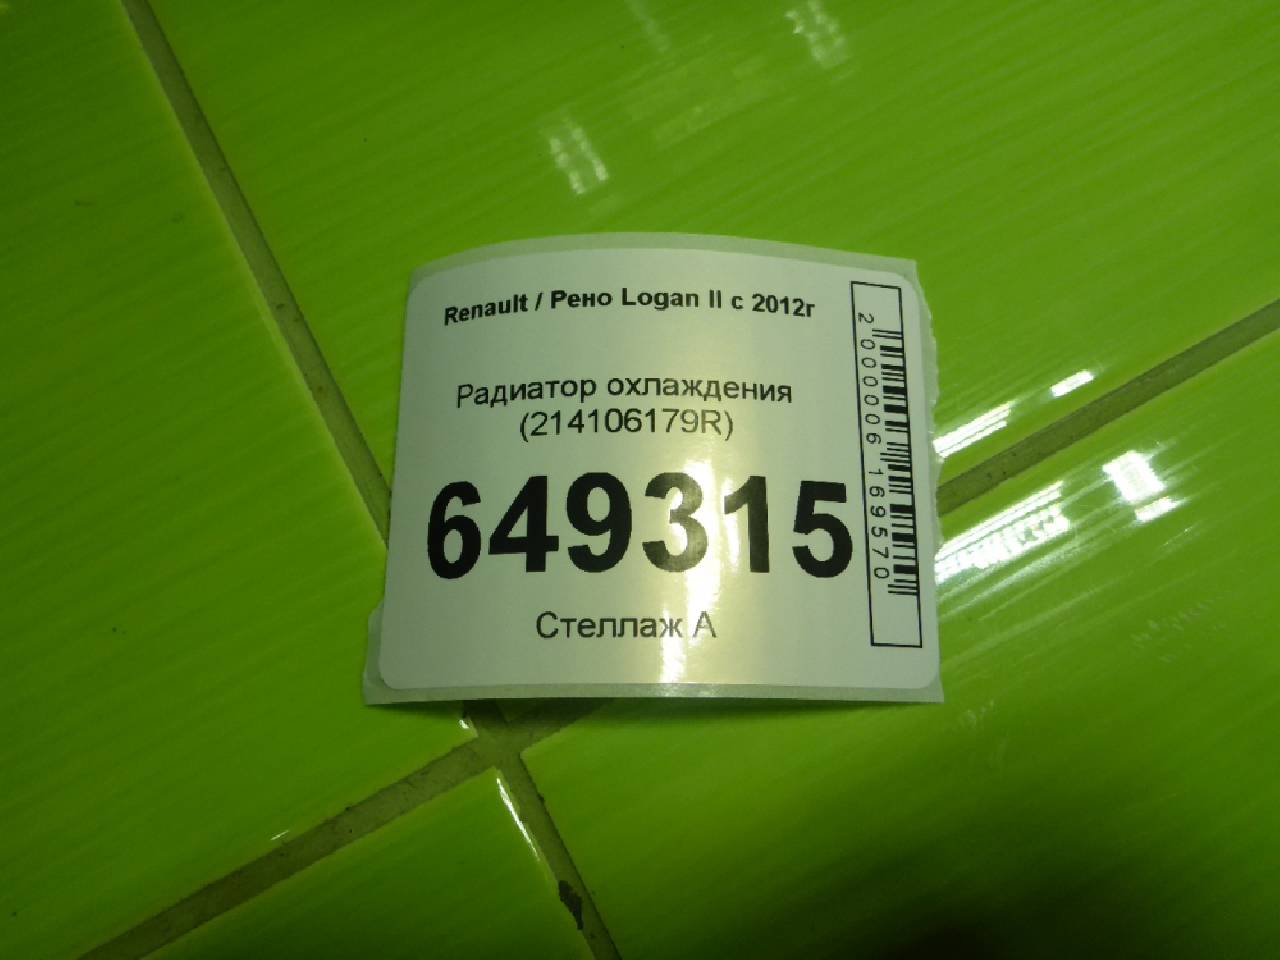 Renault / Рено Logan II с 2012г
Радиатор охлаждения
(214106179R)
649315
Стеллаж А
2000006169570